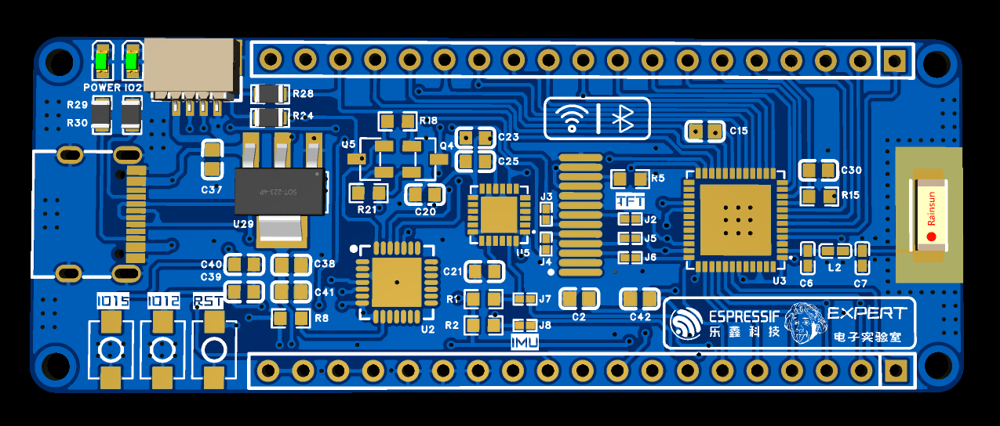 POWER IO2
R29
R30
R28
R24
R18
C23
C25
C15
Q5
Q4
C37
SOT-223-4P
U29
R21
C20
J3
R5
TFT
J2
J5
J6
J4
U5
C30
R15
Rainsun
U3
C6
L2
C7
C40
C39
C38
C41
C21
R1
R2
J7
J8
IMU
C2
C42
IO15
IO12
RST
R8
U2
ESPRESSIF
乐鑫科技
EXPERT
电子实验室